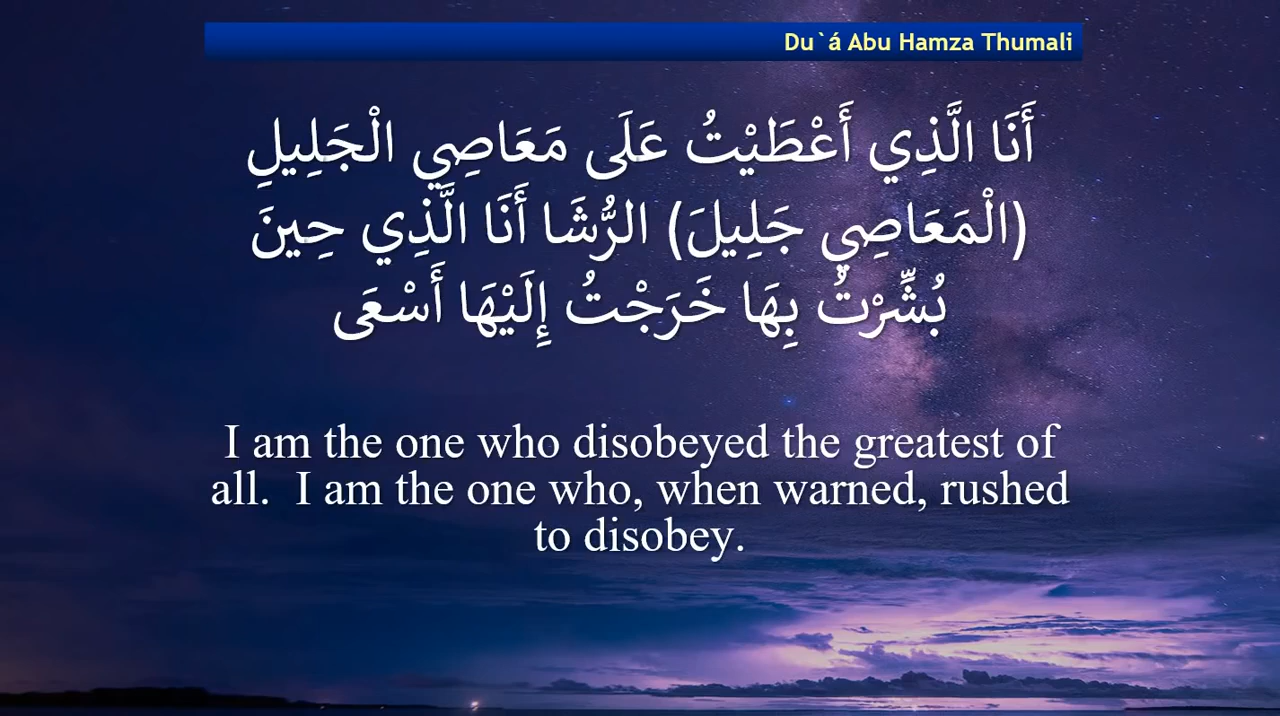 Du`á Abu Hamza Thumali
أَنَا الَّذِي أَعْطَيْتُ عَلَى مَعَاصِي الْجَلِيلِ
(الْمَعَاصِي جَلِيلَ) الرُّشَا أَنَا الَّذِي حِينَ
بُشِّرْتُ بِهَا خَرَجْتُ إِلَيْهَا أَسْعَى
I am the one who disobeyed the greatest of
all.  I am the one who, when warned, rushed
to disobey.